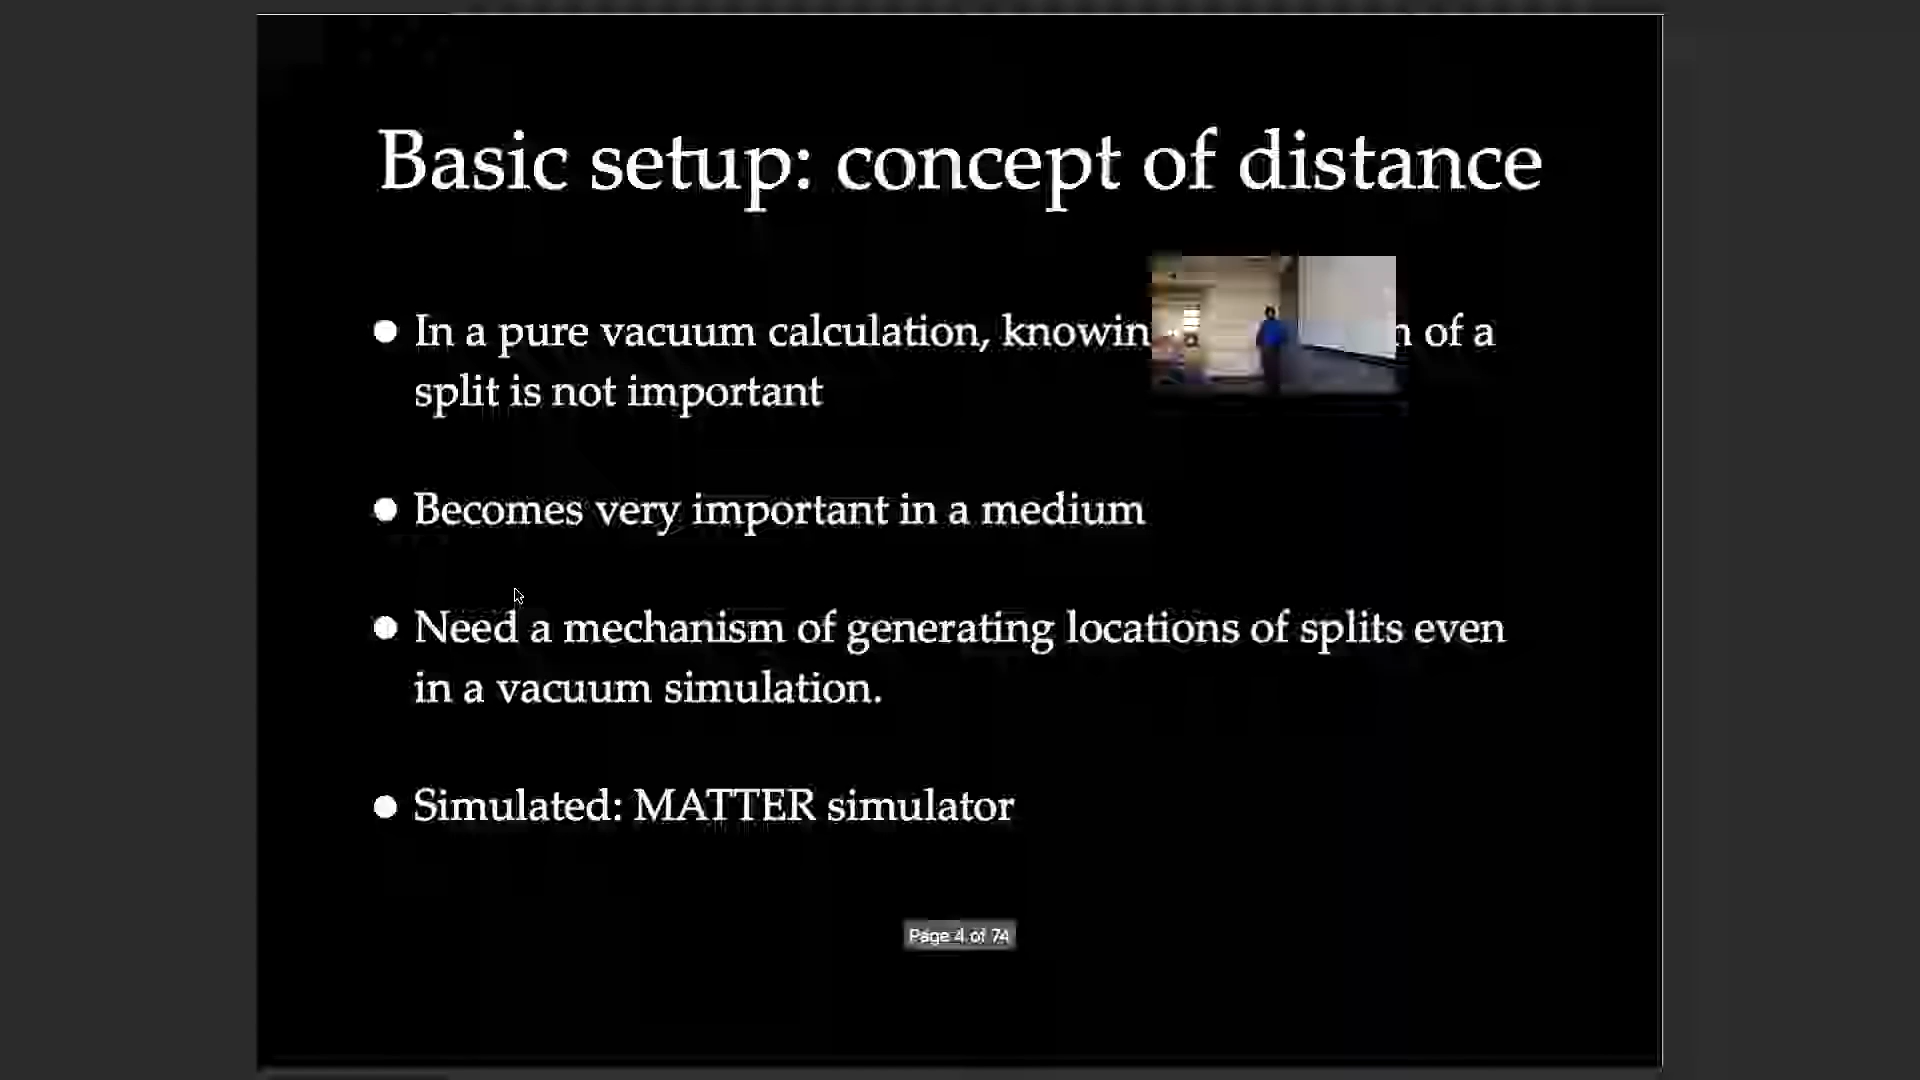 Basic setup: concept of distance
● In a pure vacuum calculation, of a
split is not important
● Becomes very important in a medium
● Need a mechanism of generating locations of splits even
in a vacuum simulation.
● Simulated: MATTER simulator
Page 4 of 74